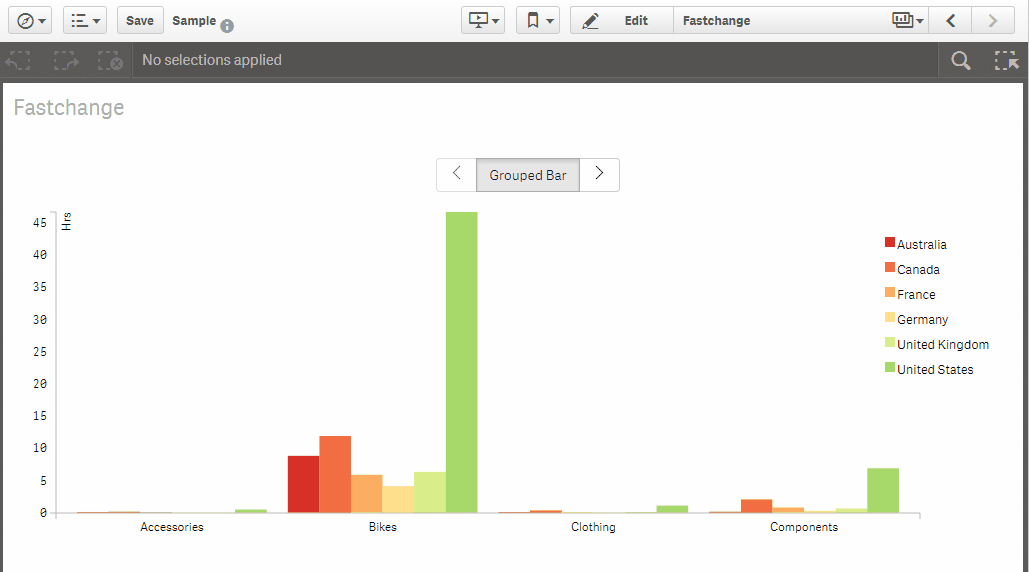 Save Sample Edit Fastchange
No selections applied
Fastchange
Grouped Bar
Hrs
45
40
35
30
25
20
15
10
5
0
Australia
Canada
France
Germany
United Kingdom
United States
Accessories Bikes Clothing Components